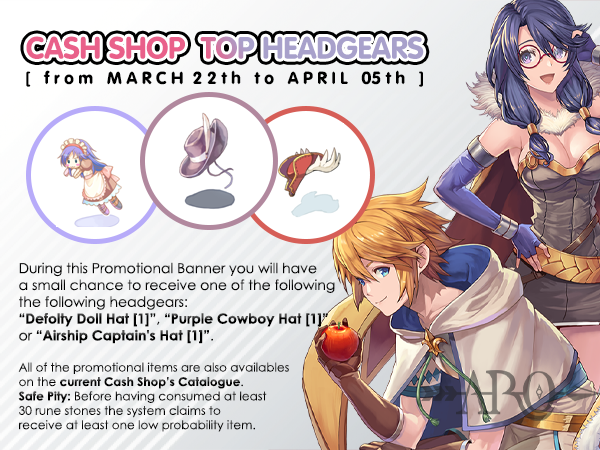 CASH SHOP TOP HEADGEARS
[ from MARCH 22th to APRIL 05th ]
During this Promotional Banner you will have
a small chance to receive one of the following
the following headgears:
“Defolty Doll Hat [1]”, “Purple Cowboy Hat [1]”
or “Airship Captain’s Hat [1]”.
All of the promotional items are also availables
on the current Cash Shop’s Catalogue.
Safe Pity: Before having consumed at least
30 rune stones the system claims to
receive at least one low probability item.
ARO